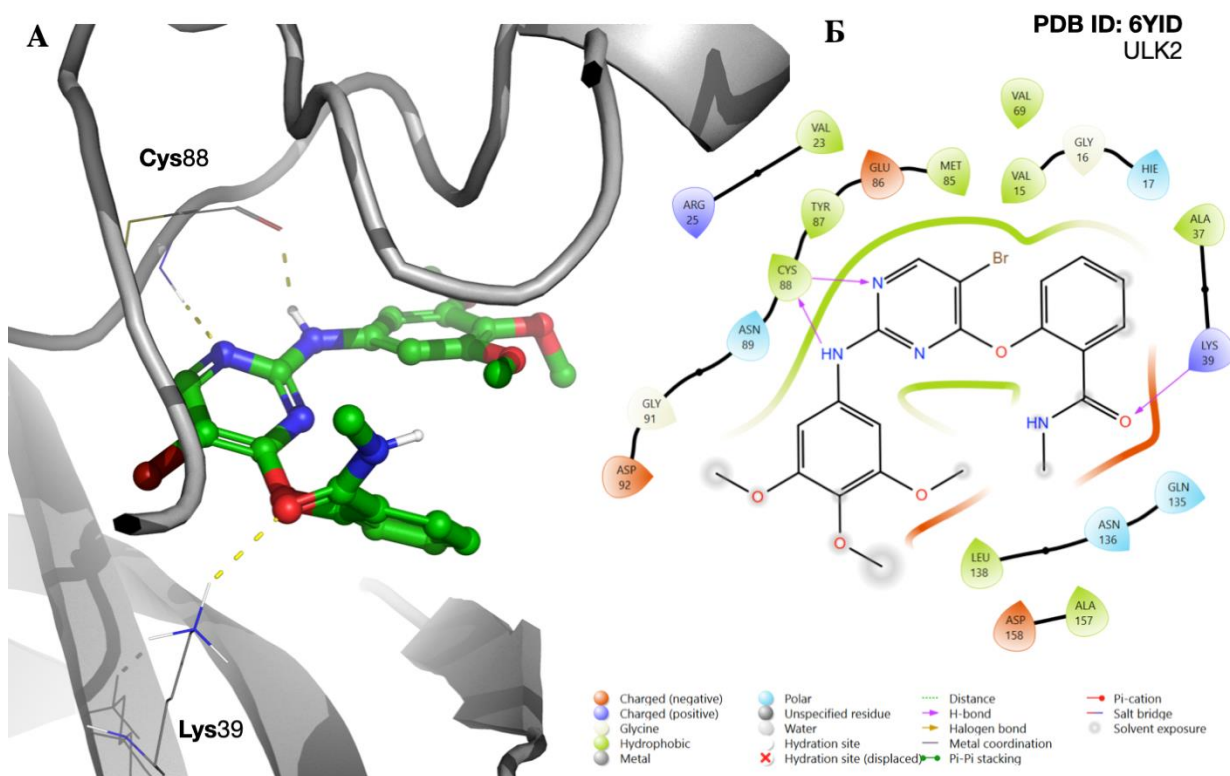 А
Б
PDB ID: 6YID
ULK2
Cys88
Lys39
VAL
69
VAL
23
GLU
86
MET
85
GLY
16
VAL
15
HIE
17
ARG
25
TYR
87
ALA
37
CYS
88
N
Br
ASN
89
HN
N
O
LYS
39
GLY
91
HN
O
ASP
92
O
O
O
GLN
135
ASN
136
LEU
138
ALA
157
ASP
158
Charged (negative)
Charged (positive)
Glycine
Hydrophobic
Metal
Polar
Unspecified residue
Water
Hydration site
Hydration site (displaced)
Distance
H-bond
Halogen bond
Metal coordination
Pi-Pi stacking
Pi-cation
Salt bridge
Solvent exposure